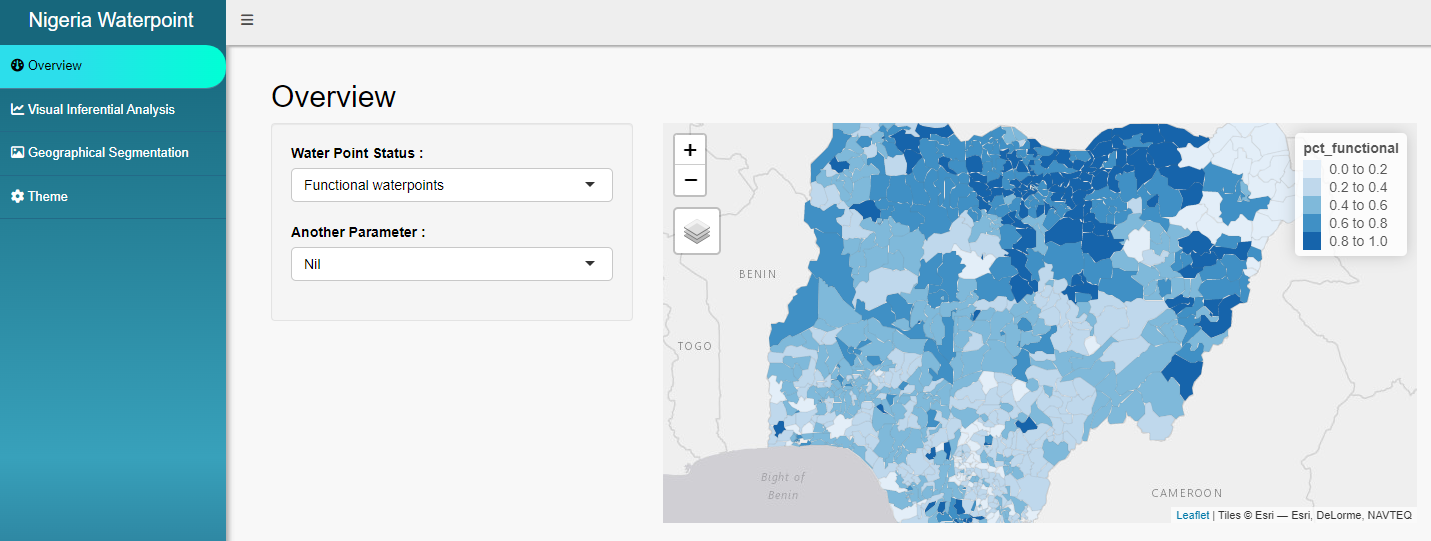 Nigeria Waterpoint
Overview
Visual Inferential Analysis
Geographical Segmentation
Theme
Overview
Water Point Status :
Functional waterpoints
Another Parameter :
Nil
+
−
pct_functional
0.0 to 0.2
0.2 to 0.4
0.4 to 0.6
0.6 to 0.8
0.8 to 1.0
BENIN
TOGO
Bight of
Benin
CAMEROON
Leaflet | Tiles © Esri — Esri, DeLorme, NAVTEQ